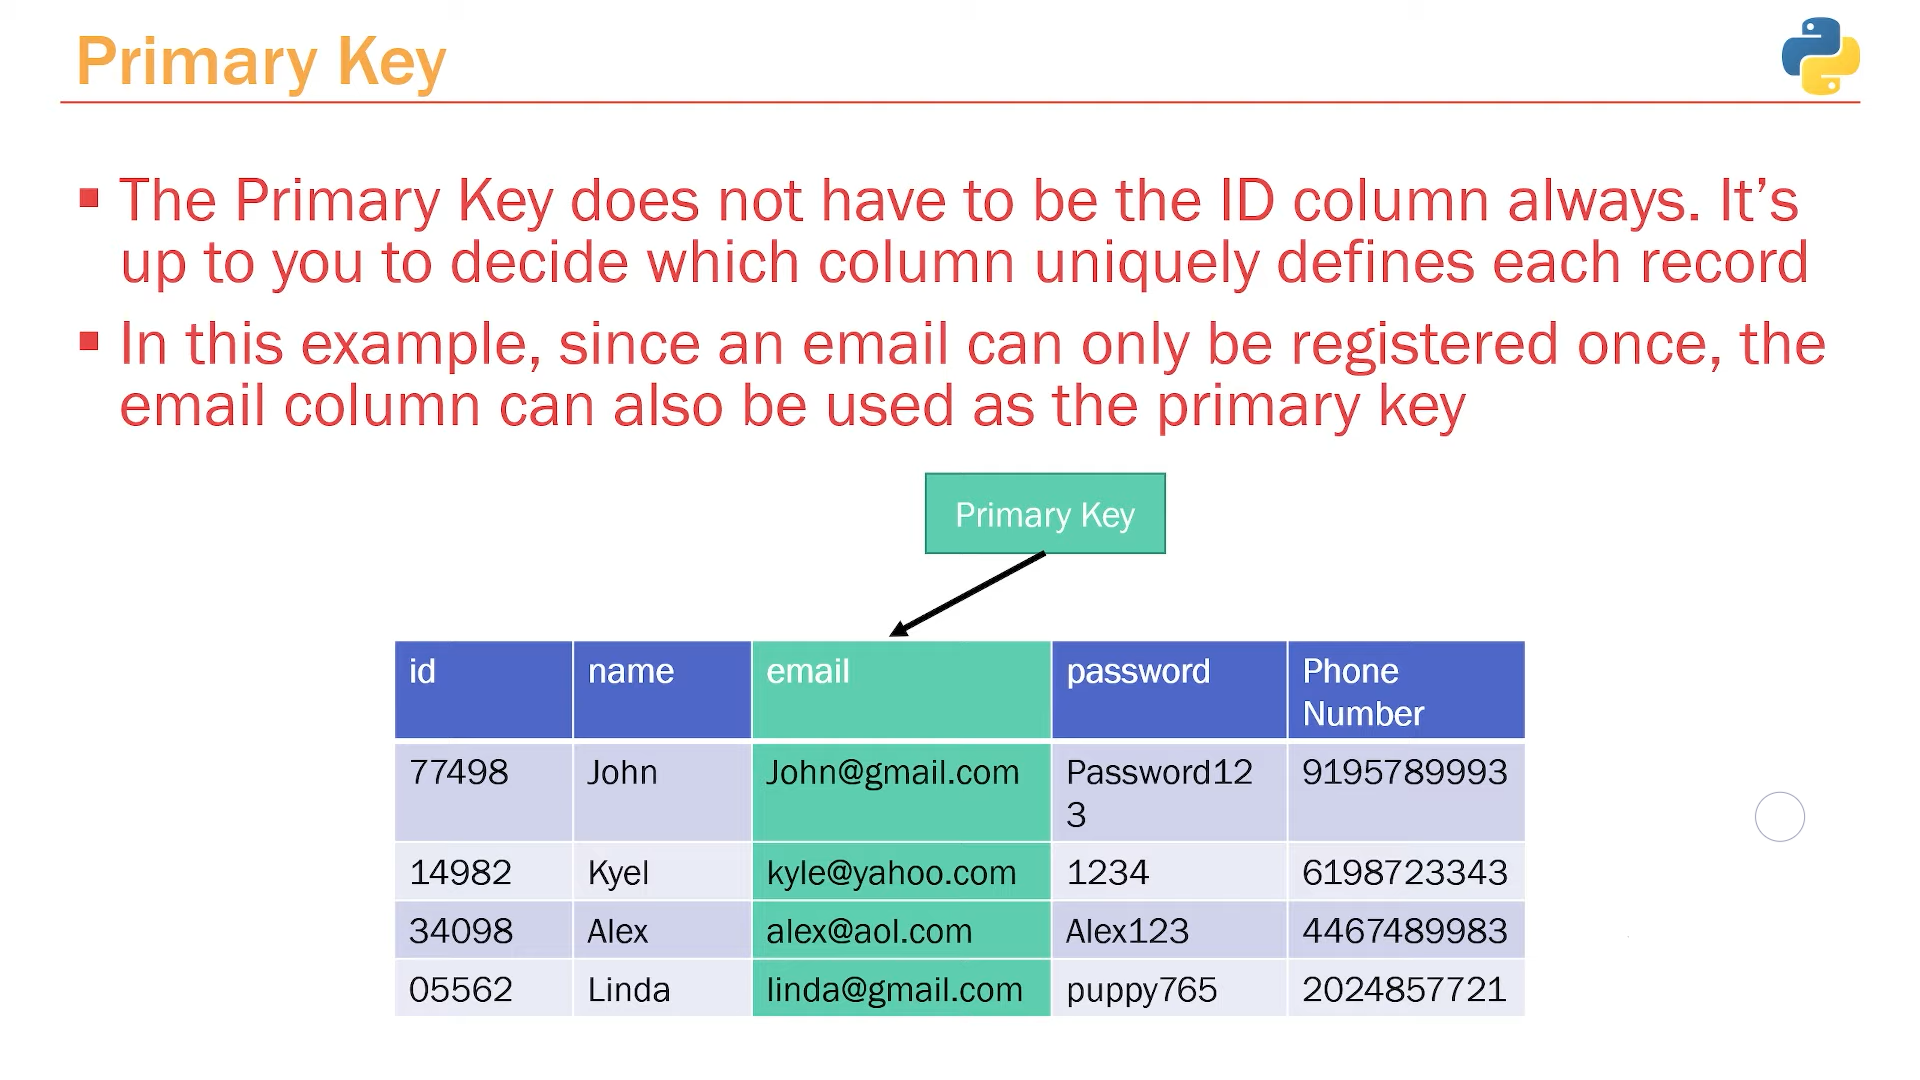 Primary Key
▪ The Primary Key does not have to be the ID column always. It's
up to you to decide which column uniquely defines each record
▪ In this example, since an email can only be registered once, the
email column can also be used as the primary key
Primary Key
id name email password Phone
Number
77498 John John@gmail.com Password12 9195789993
3
14982 Kyel kyle@yahoo.com 1234 6198723343
34098 Alex alex@aol.com Alex123 4467489983
05562 Linda linda@gmail.com puppy765 2024857721